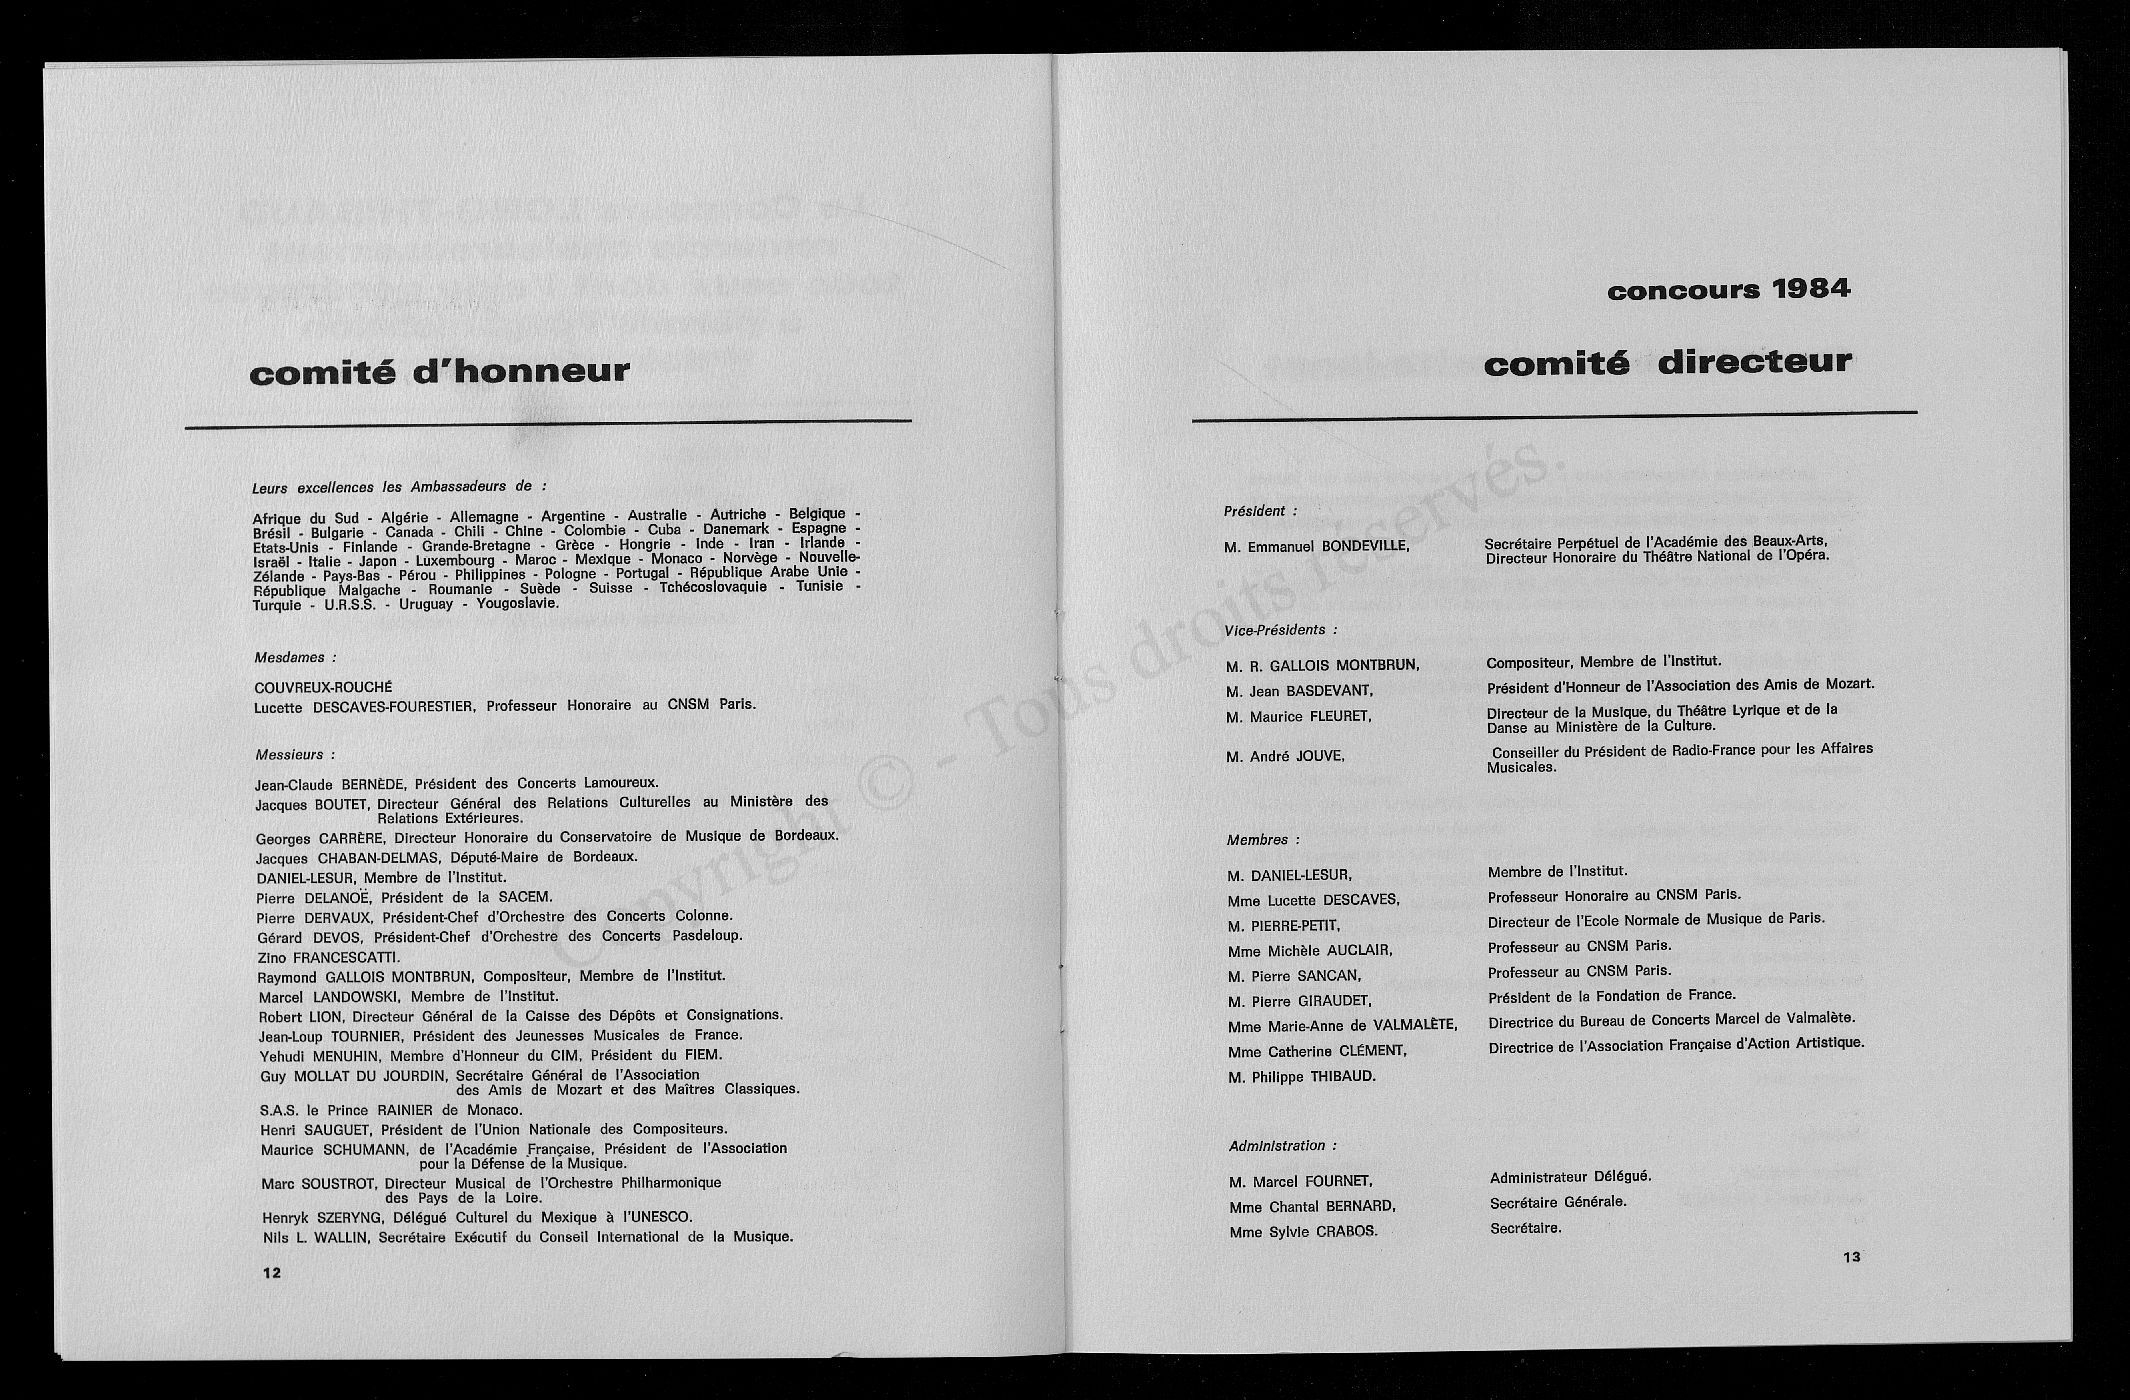 comité d'honneur
Leurs excellences les Ambassadeurs de :
Afrique du Sud - Algérie - Allemagne - Argentine - Australie - Autriche - Belgique -
Brésil - Bulgarie - Canada - Chili - Chine - Colombie - Cuba - Danemark - Espagne -
Etats-Unis - Finlande - Grande-Bretagne - Grèce - Hongrie - Inde - Iran - Irlande -
Israël - Italie - Japon - Luxembourg - Maroc - Mexique - Monaco - Norvège - Nouvelle-
Zélande - Pays-Bas - Pérou - Philippines - Pologne - Portugal - République Arabe Unie -
République Malgache - Roumanie - Suède - Suisse - Tchécoslovaquie - Tunisie -
Turquie - U.R.S.S. - Uruguay - Yougoslavie.
Mesdames :
COUVREUX-ROUCHÉ
Lucette DESCAVES-FOURESTIER, Professeur Honoraire au CNSM Paris.
Messieurs :
Jean-Claude BERNÈDE, Président des Concerts Lamoureux.
Jacques BOUTET, Directeur Général des Relations Culturelles au Ministère des
Relations Extérieures.
Georges CARRÈRE, Directeur Honoraire du Conservatoire de Musique de Bordeaux.
Jacques CHABAN-DELMAS, Député-Maire de Bordeaux.
DANIEL-LESUR, Membre de l'Institut.
Pierre DELANOË, Président de la SACEM.
Pierre DERVAUX, Président-Chef d'Orchestre des Concerts Colonne.
Gérard DEVOS, Président-Chef d'Orchestre des Concerts Pasdeloup.
Zino FRANCESCATTI.
Raymond GALLOIS MONTBRUN, Compositeur, Membre de l'Institut.
Marcel LANDOWSKI, Membre de l'Institut.
Robert LION, Directeur Général de la Caisse des Dépôts et Consignations.
Jean-Loup TOURNIER, Président des Jeunesses Musicales de France.
Yehudi MENUHIN, Membre d'Honneur du CIM, Président du FIEM.
Guy MOLLAT DU JOURDIN, Secrétaire Général de l'Association
des Amis de Mozart et des Maîtres Classiques.
S.A.S. le Prince RAINIER de Monaco.
Henri SAUGUET, Président de l'Union Nationale des Compositeurs.
Maurice SCHUMANN, de l'Académie Française, Président de l'Association
pour la Défense de la Musique.
Marc SOUSTROT, Directeur Musical de l'Orchestre Philharmonique
des Pays de la Loire.
Henryk SZERYNG, Délégué Culturel du Mexique à l'UNESCO.
Nils L. WALLIN, Secrétaire Exécutif du Conseil International de la Musique.
12
concours 1984
comité directeur
Président :
M. Emmanuel BONDEVILLE, Secrétaire Perpétuel de l'Académie des Beaux-Arts,
Directeur Honoraire du Théâtre National de l'Opéra.
Vice-Présidents :
M. R. GALLOIS MONTBRUN, Compositeur, Membre de l'Institut.
M. Jean BASDEVANT, Président d'Honneur de l'Association des Amis de Mozart.
M. Maurice FLEURET, Directeur de la Musique, du Théâtre Lyrique et de la
Danse au Ministère de la Culture.
M. André JOUVE, Conseiller du Président de Radio-France pour les Affaires
Musicales.
Membres :
M. DANIEL-LESUR, Membre de l'Institut.
Mme Lucette DESCAVES, Professeur Honoraire au CNSM Paris.
M. PIERRE-PETIT, Directeur de l'Ecole Normale de Musique de Paris.
Mme Michèle AUCLAIR, Professeur au CNSM Paris.
M. Pierre SANCAN, Professeur au CNSM Paris.
M. Pierre GIRAUDET, Président de la Fondation de France.
Mme Marie-Anne de VALMALÈTE, Directrice du Bureau de Concerts Marcel de Valmalète.
Mme Catherine CLÉMENT, Directrice de l'Association Française d'Action Artistique.
M. Philippe THIBAUD.
Administration :
M. Marcel FOURNET, Administrateur Délégué.
Mme Chantal BERNARD, Secrétaire Générale.
Mme Sylvie CRABOS. Secrétaire.
13
Copyright © - Tous droits réservés.